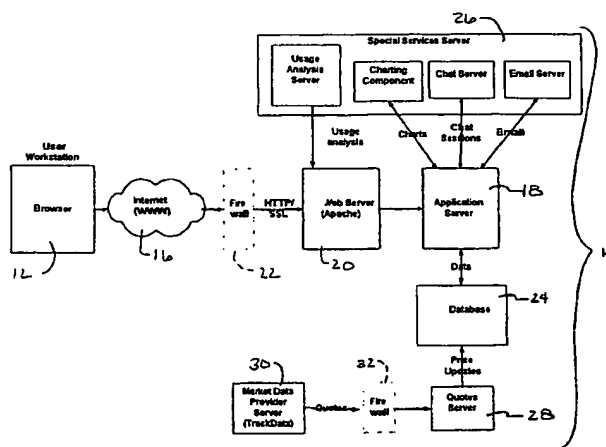 26
Special Services Server
Usage
Analysis
Server
Charting
Component
Chat Server
Email Server
Usage
analysis
Charts
Chat
Sessions
Email
User
Workstation
Browser
12
Internet
(WWW)
16
Fire
wall
22
HTTP/
SSL
Web Server
(Apache)
20
Application
Server
18
Data
Database
24
Price
Updates
30
Market Data
Provider
Server
(TrackData)
Quotes
32
Fire
wall
Quotes
Server
28